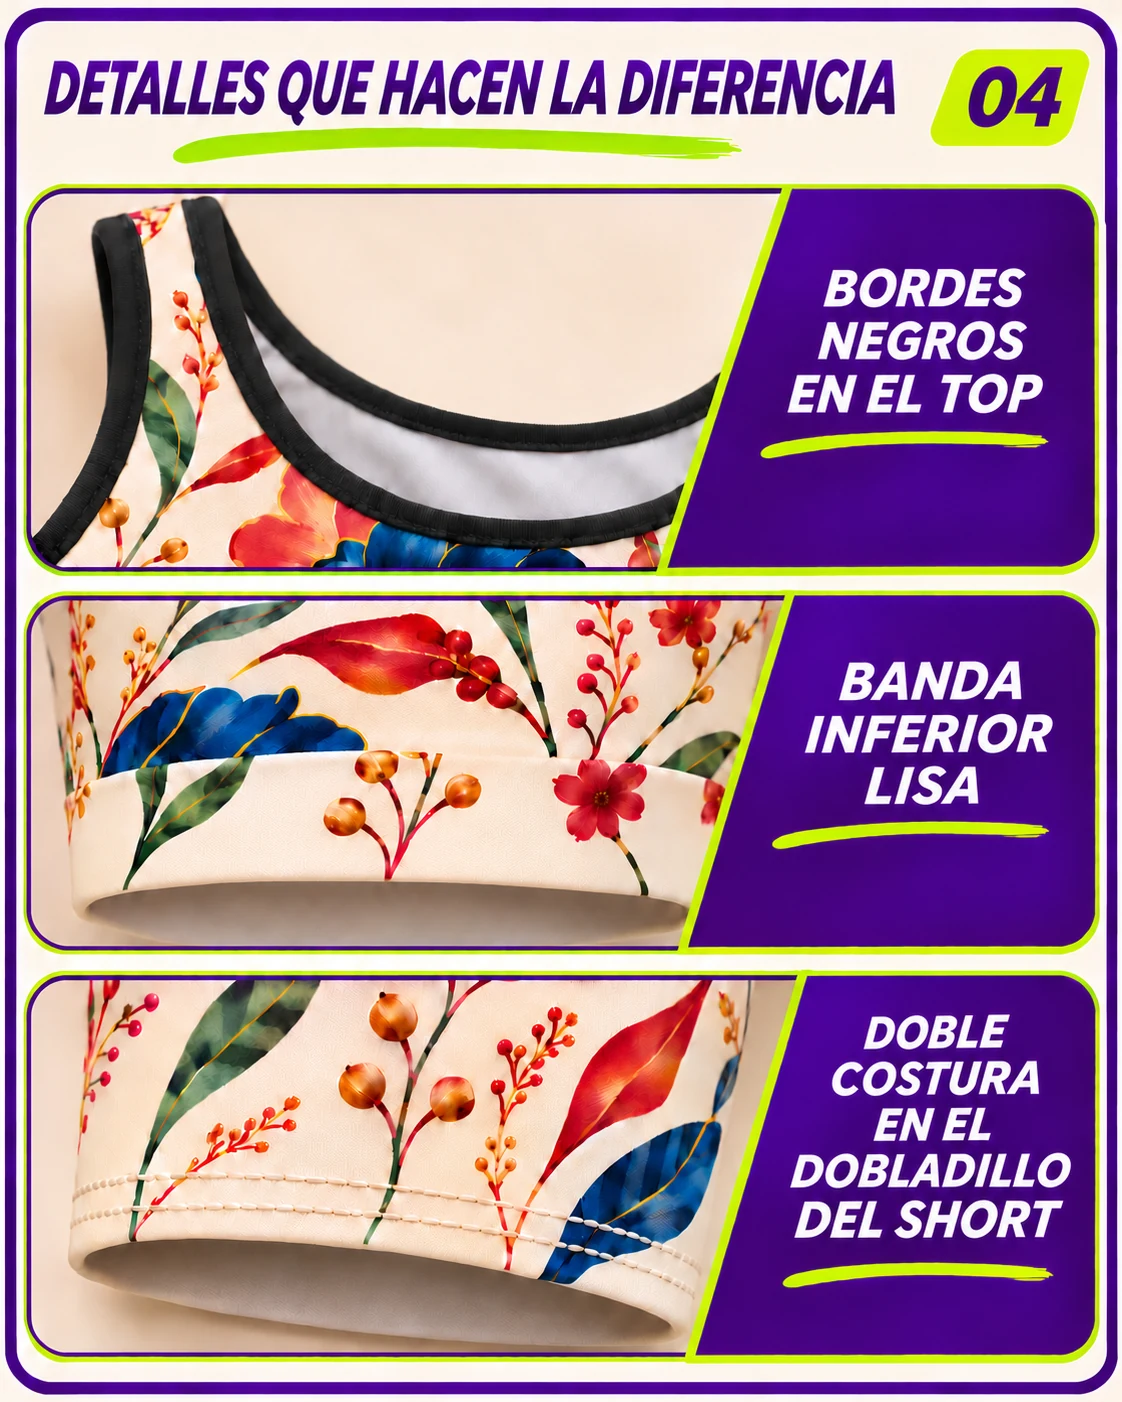 DETALLES QUE HACEN LA DIFERENCIA
04
BORDES
NEGROS
EN EL TOP
BANDA
INFERIOR
LISA
DOBLE
COSTURA
EN EL
DOBLADILLO
DEL SHORT